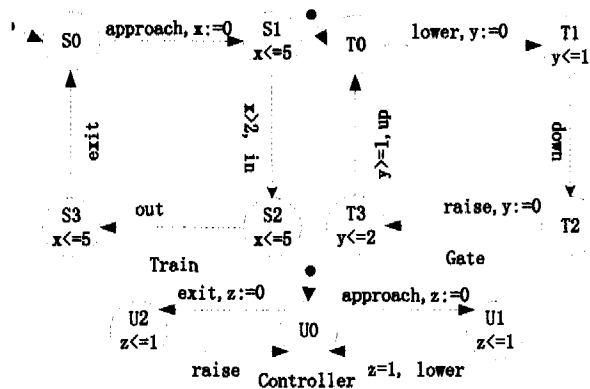 S0
approach, x:=0
S1
x<=5
T0
lower, y:=0
T1
y<=1
exit
x>2, in
y>=1, up
down
S3
x<=5
out
S2
x<=5
T3
y<=2
raise, y:=0
T2
Train
Gate
U2
z<=1
exit, z:=0
U0
approach, z:=0
U1
z<=1
raise
z=1, lower
Controller